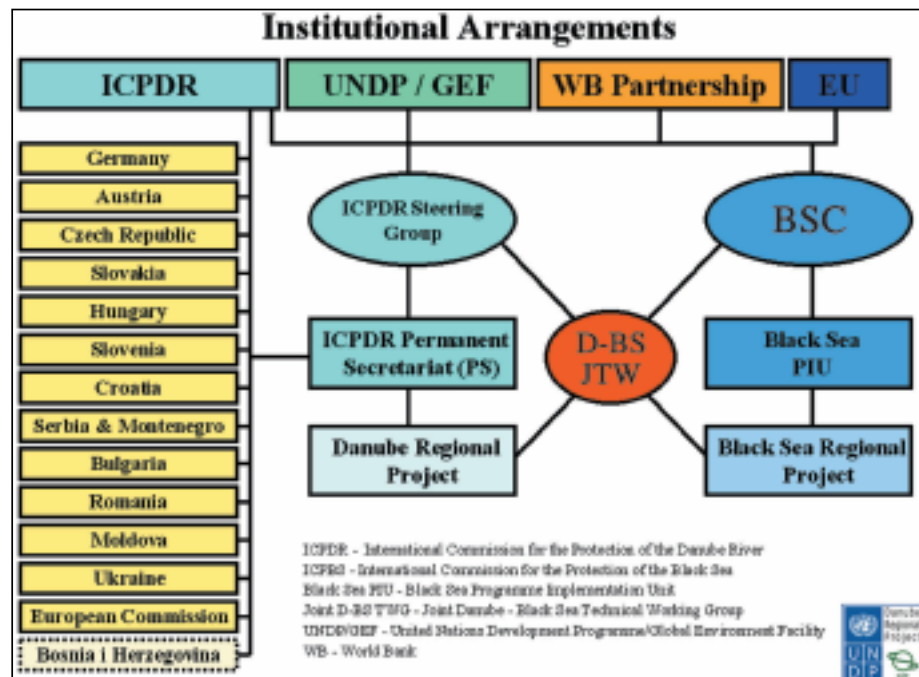 Institutional Arrangements
ICPDR
UNDP / GEF
WB Partnership
EU
Germany
Austria
Czech Republic
Slovakia
Hungary
Slovenia
Croatia
Serbia & Montenegro
Bulgaria
Romania
Moldova
Ukraine
European Commission
Bosnia i Herzegovina
ICPDR Steering
Group
BSC
ICPDR Permanent
Secretariat (PS)
D-BS
JTW
Black Sea
PIU
Danube Regional
Project
Black Sea Regional
Project
ICPDR - International Commission for the Protection of the Danube River
ICPBS - International Commission for the Protection of the Black Sea
Black Sea PIU - Black Sea Programme Implementation Unit
Joint D-BS TWG - Joint Danube - Black Sea Technical Working Group
UNDP/GEF - United Nations Development Programme/Global Environment Facility
WB - World Bank
U N
D P
Danube
Regional
Project